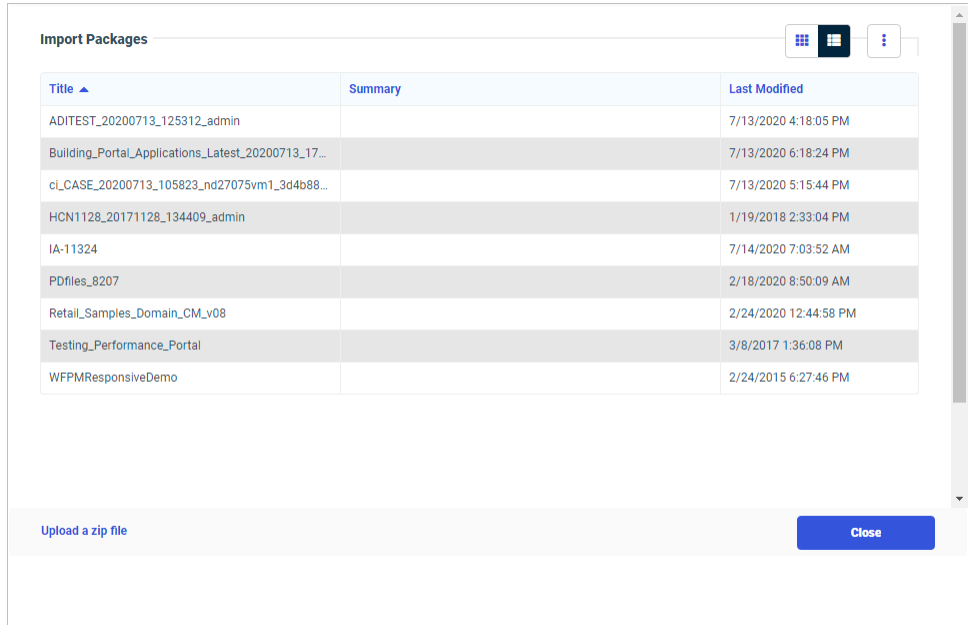 Import Packages
Title Summary Last Modified
ADITEST_20200713_125312_admin 7/13/2020 4:18:05 PM
Building_Portal_Applications_Latest_20200713_17... 7/13/2020 6:18:24 PM
ci_CASE_20200713_105823_nd27075vm1_3d4b88... 7/13/2020 5:15:44 PM
HCN1128_20171128_134409_admin 1/19/2018 2:33:04 PM
IA-11324 7/14/2020 7:03:52 AM
PDfiles_8207 2/18/2020 8:50:09 AM
Retail_Samples_Domain_CM_v08 2/24/2020 12:44:58 PM
Testing_Performance_Portal 3/8/2017 1:36:08 PM
WFPMResponsiveDemo 2/24/2015 6:27:46 PM
Upload a zip file Close